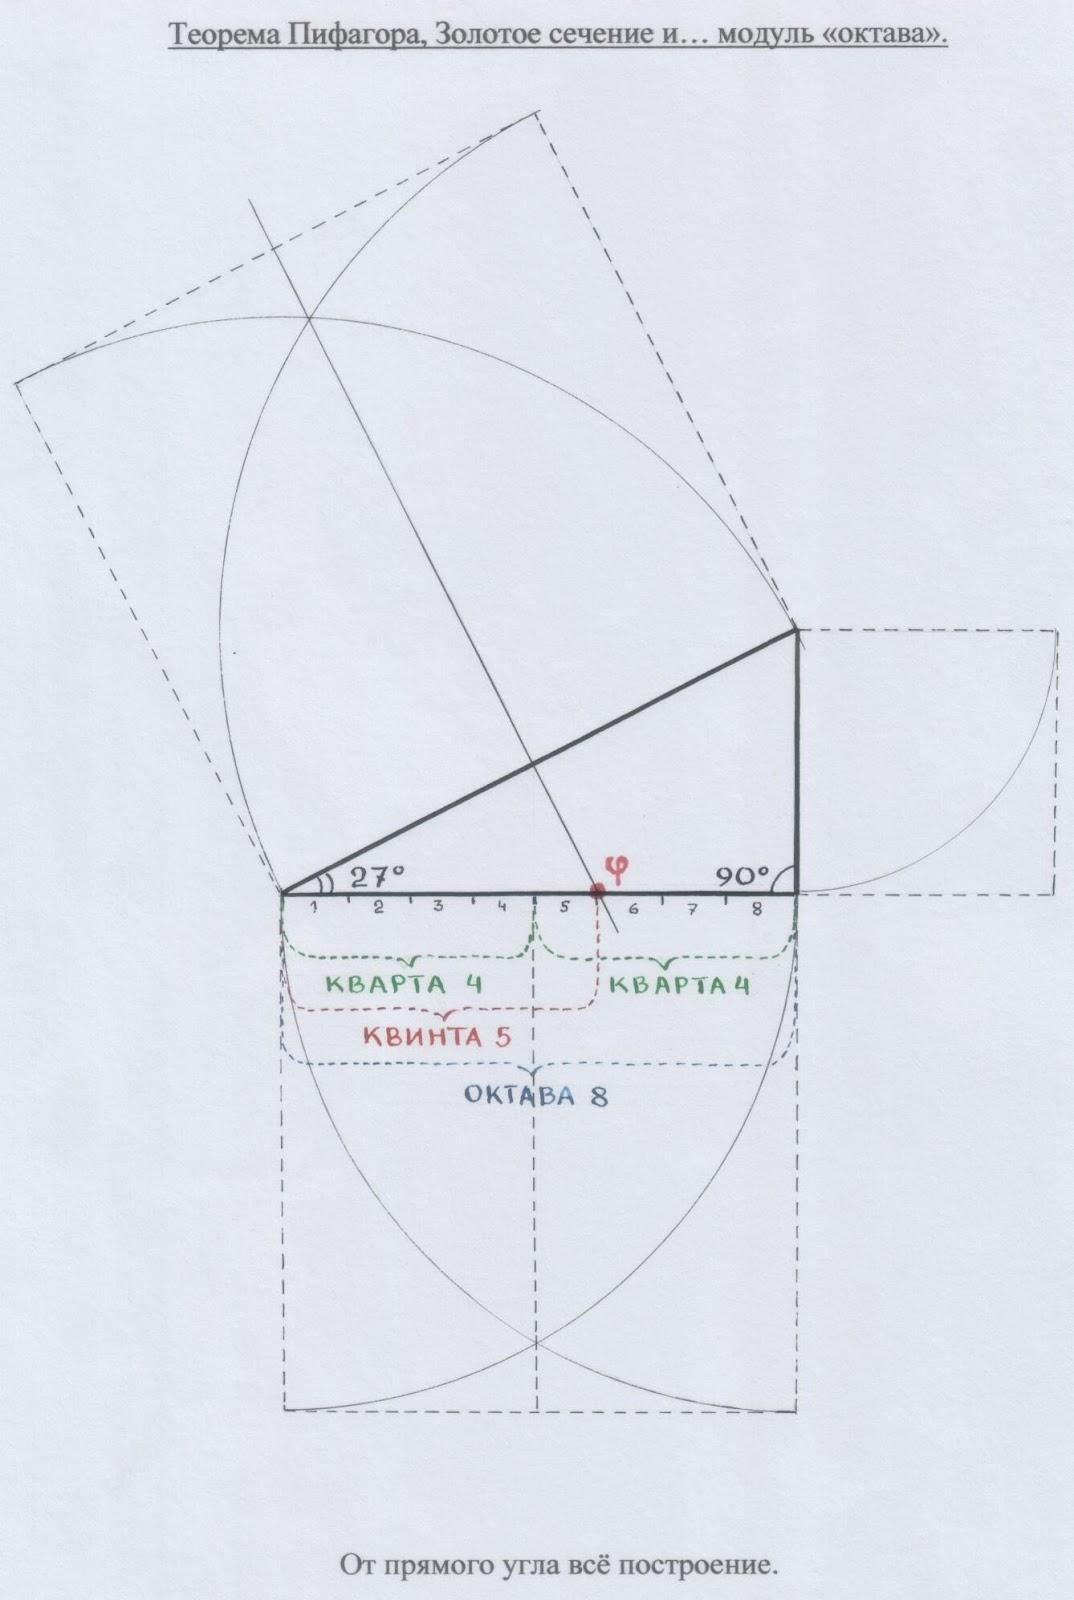 Теорема Пифагора, Золотое сечение и… модуль «октава».
φ
27° 90°
1 2 3 4 5 6 7 8
КВАРТА 4 КВАРТА 4
КВИНТА 5
ОКТАВА 8
От прямого угла всё построение.